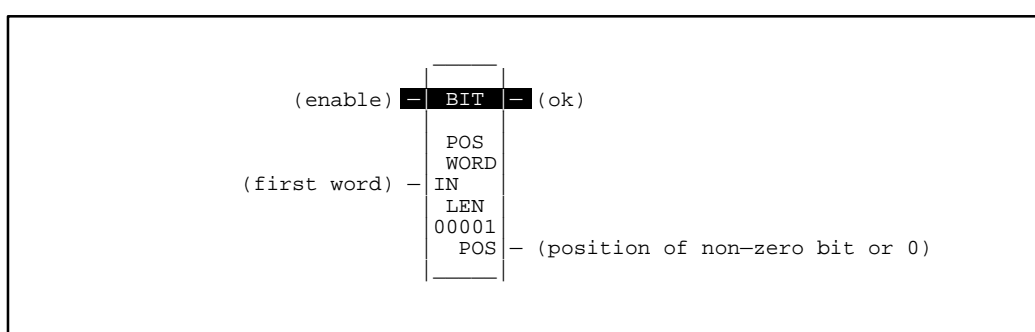 (enable) — BIT — (ok)
POS
WORD
(first word) — IN
LEN
00001
POS — (position of non—zero bit or 0)